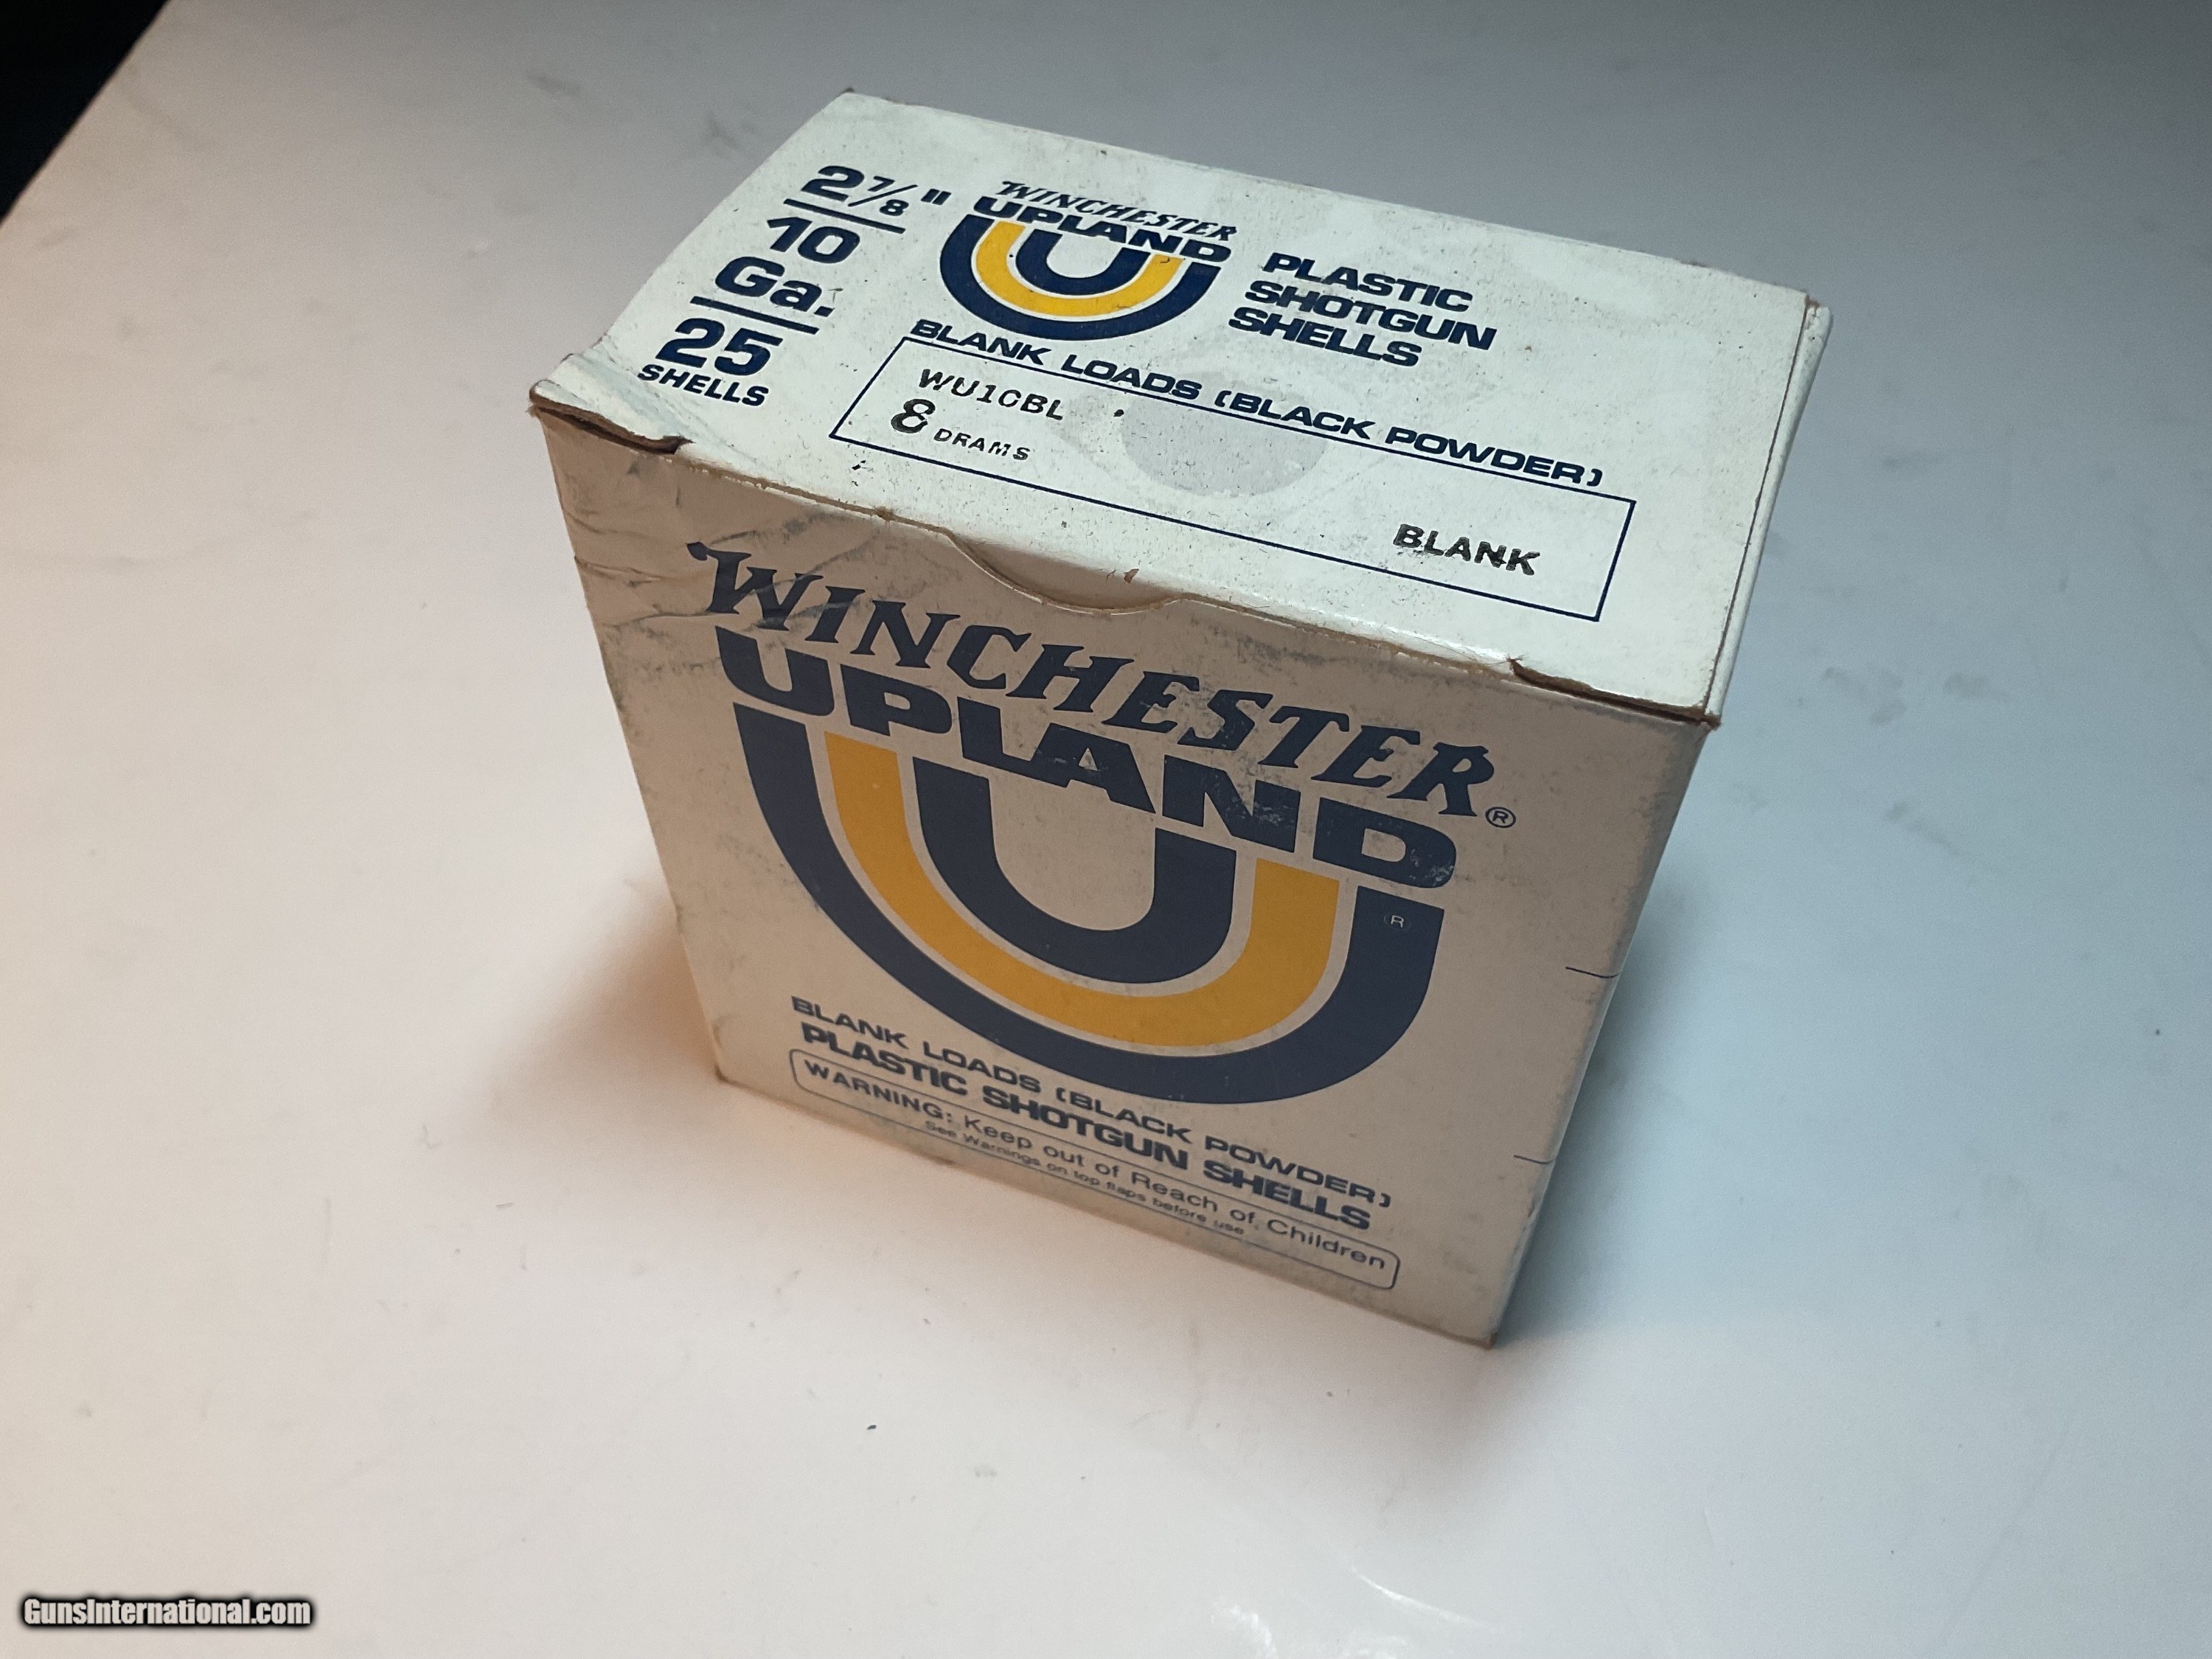 2 7/8"
10
Ga.
25
SHELLS
WINCHESTER
UPLAND
PLASTIC
SHOTGUN
SHELLS
BLANK LOADS (BLACK POWDER)
WU10BL
8 DRAMS
BLANK
WINCHESTER®
UPLAND
®
BLANK LOADS (BLACK POWDER)
PLASTIC SHOTGUN SHELLS
WARNING: Keep out of Reach of Children
See Warnings on top flaps before use.
GunsInternational.com